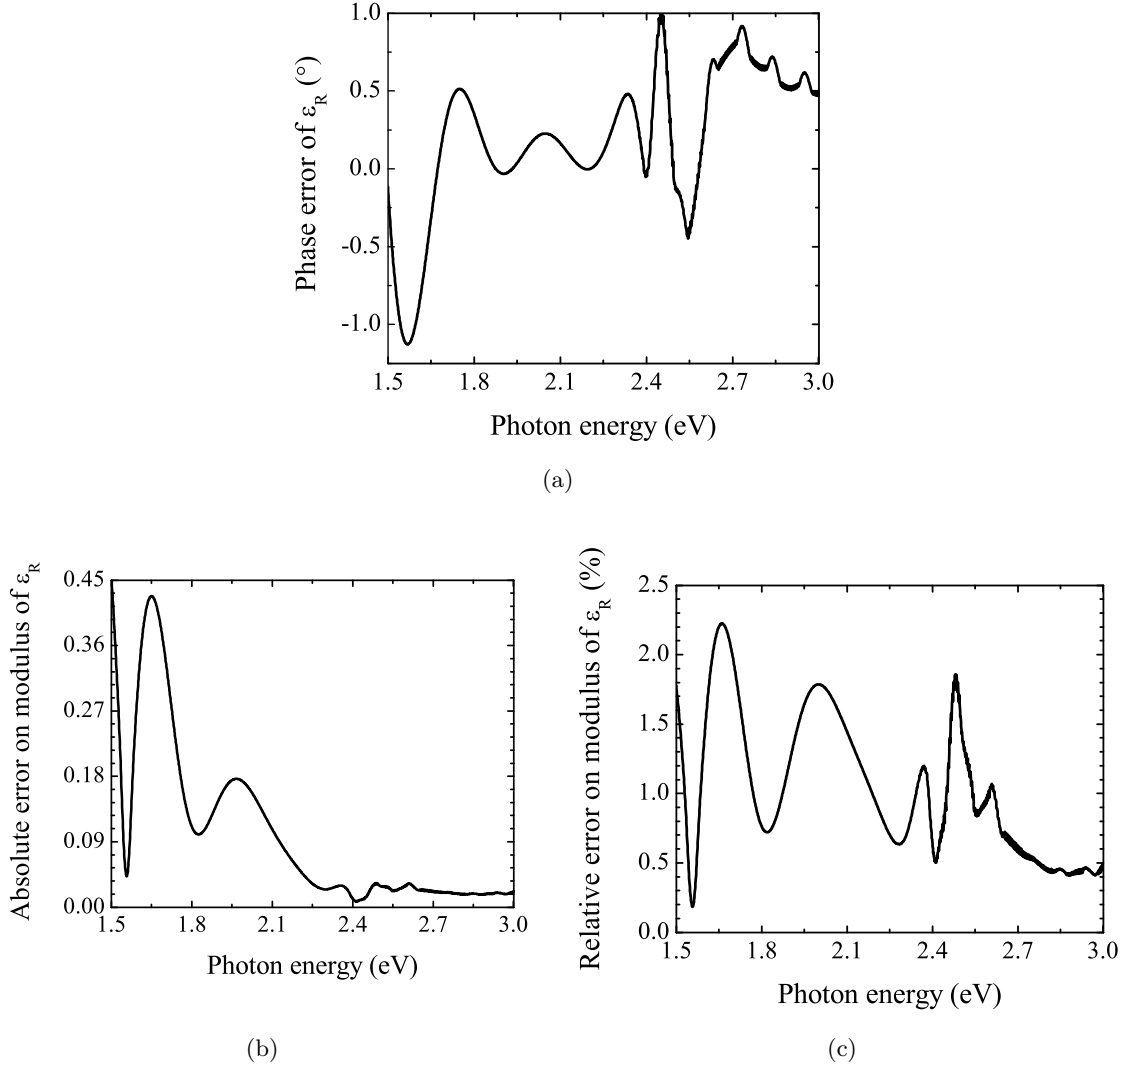 Phase error of εR (°)
1.0
0.5
0.0
-0.5
-1.0
1.5 1.8 2.1 2.4 2.7 3.0
Photon energy (eV)
(a)
Absolute error on modulus of εR
0.45
0.36
0.27
0.18
0.09
0.00
1.5 1.8 2.1 2.4 2.7 3.0
Photon energy (eV)
(b)
Relative error on modulus of εR (%)
2.5
2.0
1.5
1.0
0.5
0.0
1.5 1.8 2.1 2.4 2.7 3.0
Photon energy (eV)
(c)